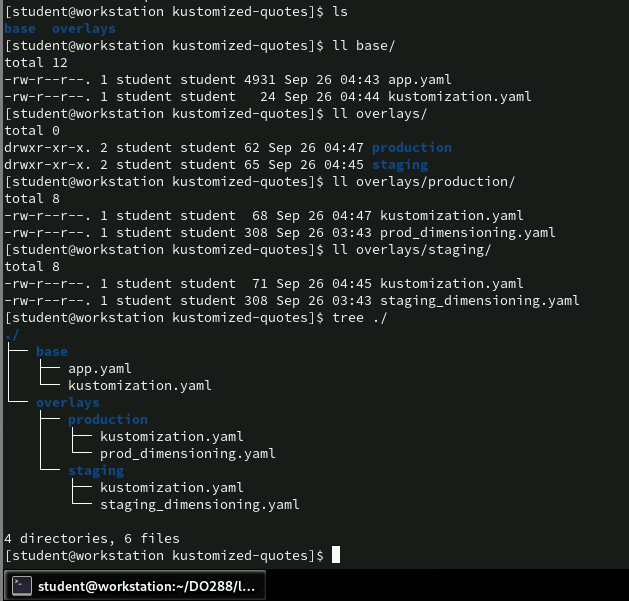 [student@workstation kustomized-quotes]$ ls
base  overlays
[student@workstation kustomized-quotes]$ ll base/
total 12
-rw-r--r--. 1 student student 4931 Sep 26 04:43 app.yaml
-rw-r--r--. 1 student student   24 Sep 26 04:44 kustomization.yaml
[student@workstation kustomized-quotes]$ ll overlays/
total 0
drwxr-xr-x. 2 student student 62 Sep 26 04:47 production
drwxr-xr-x. 2 student student 65 Sep 26 04:45 staging
[student@workstation kustomized-quotes]$ ll overlays/production/
total 8
-rw-r--r--. 1 student student  68 Sep 26 04:47 kustomization.yaml
-rw-r--r--. 1 student student 308 Sep 26 03:43 prod_dimensioning.yaml
[student@workstation kustomized-quotes]$ ll overlays/staging/
total 8
-rw-r--r--. 1 student student  71 Sep 26 04:45 kustomization.yaml
-rw-r--r--. 1 student student 308 Sep 26 03:43 staging_dimensioning.yaml
[student@workstation kustomized-quotes]$ tree ./
./
├── base
│   ├── app.yaml
│   └── kustomization.yaml
└── overlays
    ├── production
    │   ├── kustomization.yaml
    │   └── prod_dimensioning.yaml
    └── staging
        ├── kustomization.yaml
        └── staging_dimensioning.yaml
4 directories, 6 files
[student@workstation kustomized-quotes]$
student@workstation:~/DO288/l...